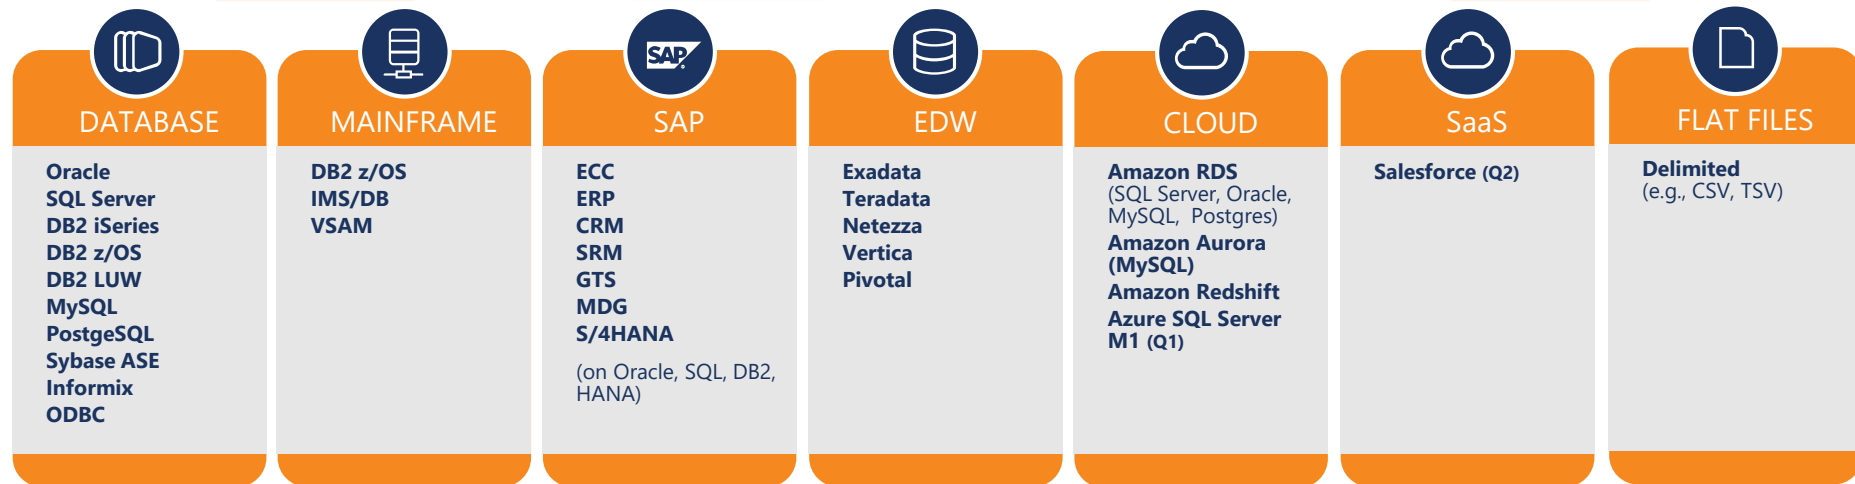 DATABASE
Oracle
SQL Server
DB2 iSeries
DB2 z/OS
DB2 LUW
MySQL
PostgeSQL
Sybase ASE
Informix
ODBC
MAINFRAME
DB2 z/OS
IMS/DB
VSAM
SAP
SAP
ECC
ERP
CRM
SRM
GTS
MDG
S/4HANA
(on Oracle, SQL, DB2,
HANA)
EDW
Exadata
Teradata
Netezza
Vertica
Pivotal
CLOUD
Amazon RDS
(SQL Server, Oracle,
MySQL, Postgres)
Amazon Aurora
(MySQL)
Amazon Redshift
Azure SQL Server
M1 (Q1)
SaaS
Salesforce (Q2)
FLAT FILES
Delimited
(e.g., CSV, TSV)